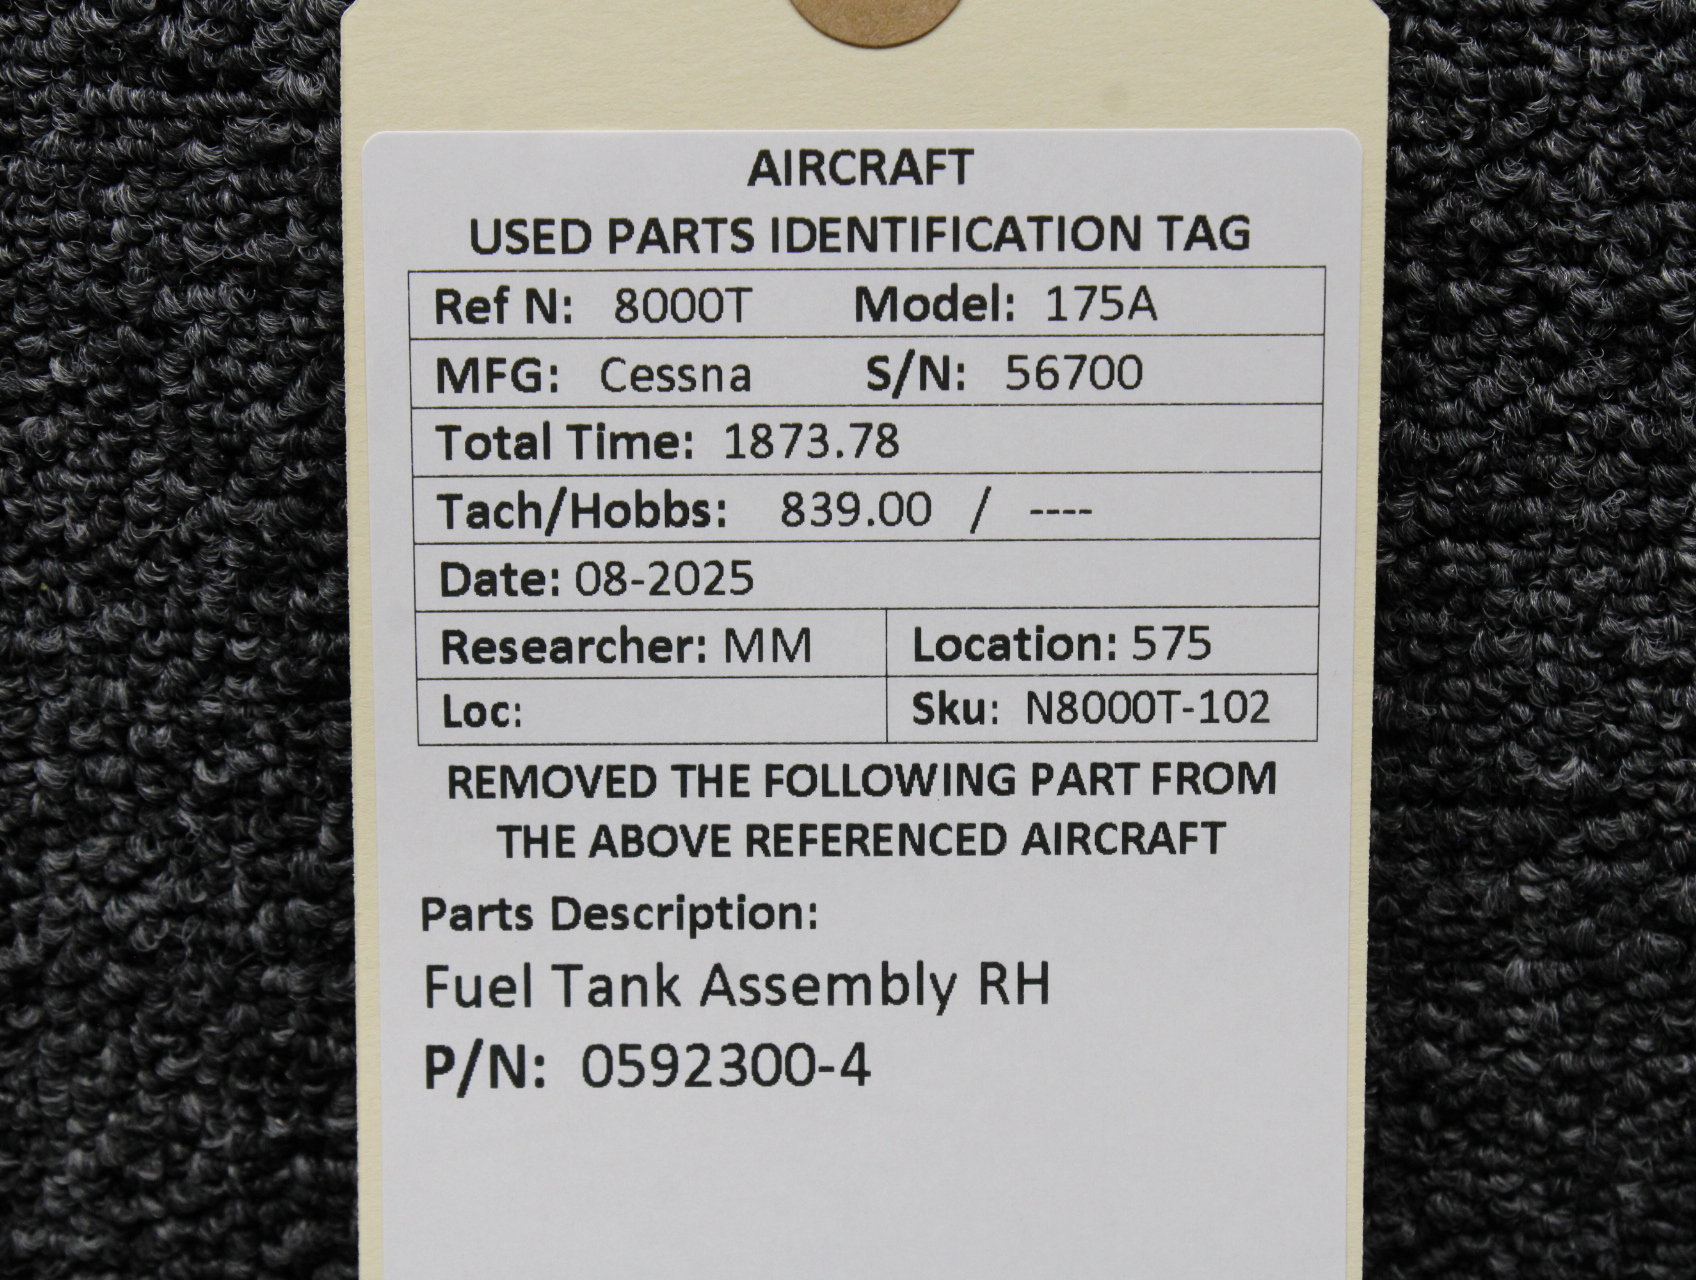 AIRCRAFT
USED PARTS IDENTIFICATION TAG
Ref N: 8000T Model: 175A
MFG: Cessna S/N: 56700
Total Time: 1873.78
Tach/Hobbs: 839.00 / ----
Date: 08-2025
Researcher: MM Location: 575
Loc: Sku: N8000T-102
REMOVED THE FOLLOWING PART FROM
THE ABOVE REFERENCED AIRCRAFT
Parts Description:
Fuel Tank Assembly RH
P/N: 0592300-4